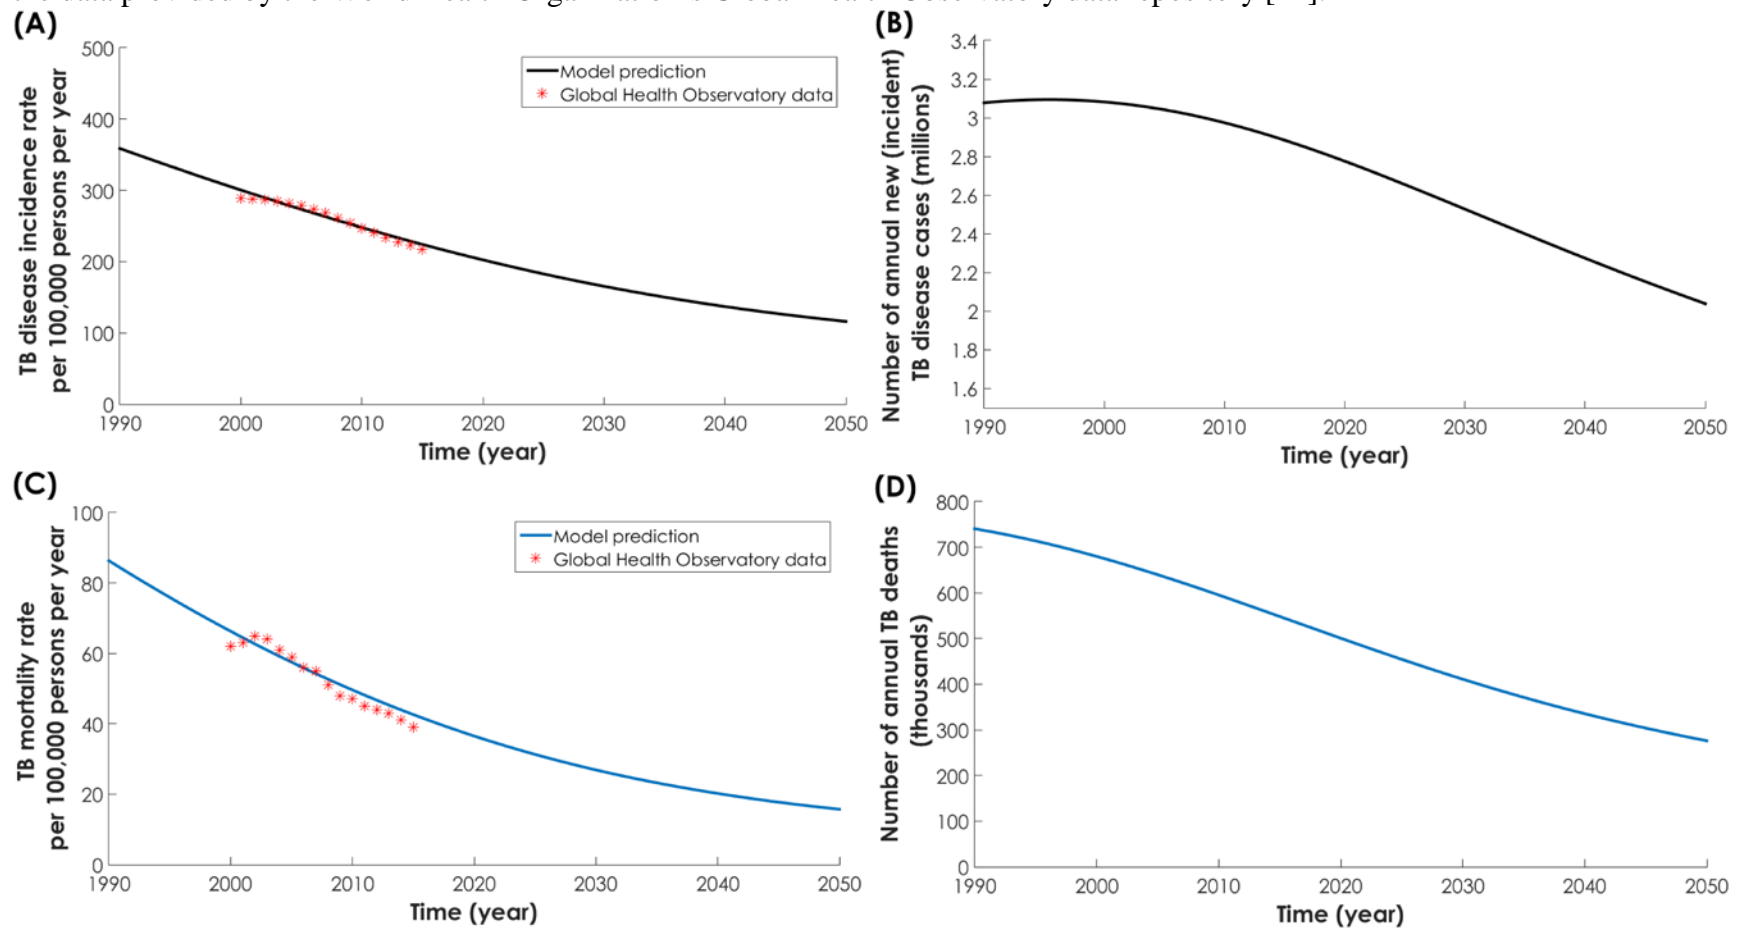 (A)
500
400
300
200
100
0
1990 2000 2010 2020 2030 2040 2050
TB disease incidence rate
per 100,000 persons per year
Time (year)
Model prediction
Global Health Observatory data
(B)
3.4
3.2
3
2.8
2.6
2.4
2.2
2
1.8
1.6
1990 2000 2010 2020 2030 2040 2050
Number of annual new (incident)
TB disease cases (millions)
Time (year)
(C)
100
80
60
40
20
0
1990 2000 2010 2020 2030 2040 2050
TB mortality rate
per 100,000 persons per year
Time (year)
Model prediction
Global Health Observatory data
(D)
800
700
600
500
400
300
200
100
0
1990 2000 2010 2020 2030 2040 2050
Number of annual TB deaths
(thousands)
Time (year)